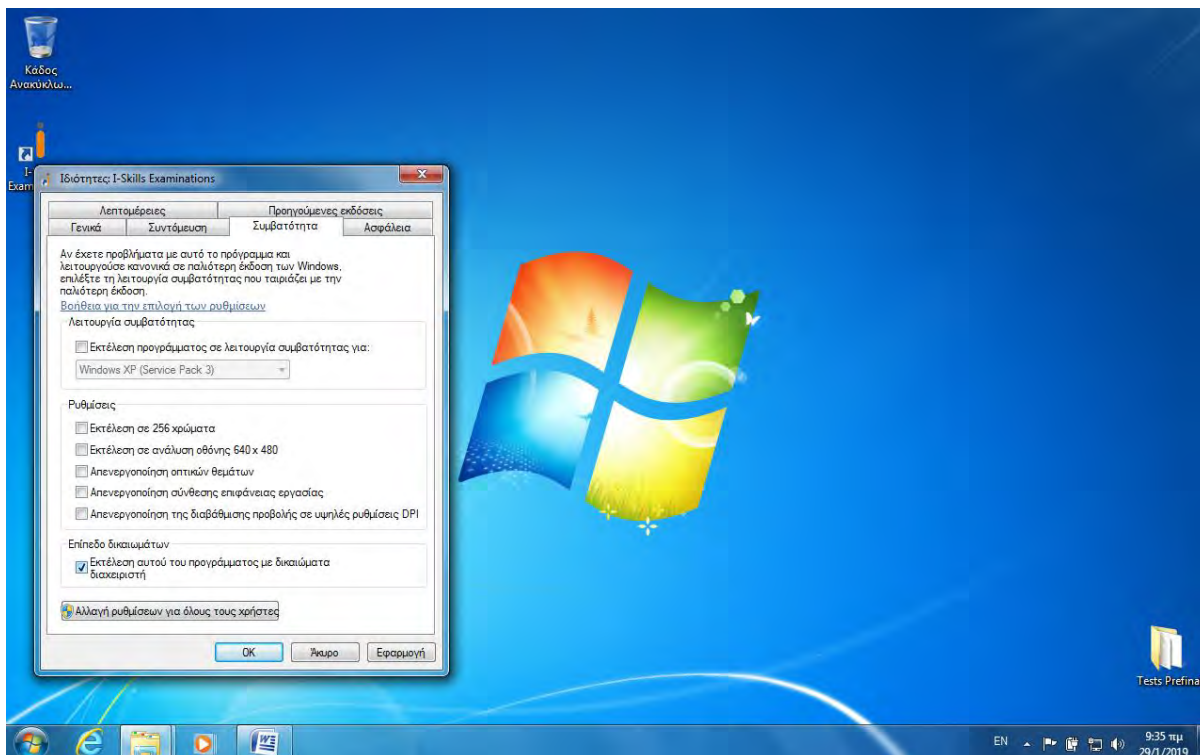 Κάδος
Ανακύκλω...
I-
Exam
Ιδιότητες: I-Skills Examinations
Λεπτομέρειες
Προηγούμενες εκδόσεις
Γενικά
Συντόμευση
Συμβατότητα
Ασφάλεια
Αν έχετε προβλήματα με αυτό το πρόγραμμα και
λειτουργούσε κανονικά σε παλιότερη έκδοση των Windows,
επιλέξτε τη λειτουργία συμβατότητας που ταιριάζει με την
παλιότερη έκδοση.
Βοήθεια για την επιλογή των ρυθμίσεων
Λειτουργία συμβατότητας
Εκτέλεση προγράμματος σε λειτουργία συμβατότητας για:
Windows XP (Service Pack 3)
Ρυθμίσεις
Εκτέλεση σε 256 χρώματα
Εκτέλεση σε ανάλυση οθόνης 640 x 480
Απενεργοποίηση οπτικών θεμάτων
Απενεργοποίηση σύνθεσης επιφάνειας εργασίας
Απενεργοποίηση της διαβάθμισης προβολής σε υψηλές ρυθμίσεις DPI
Επίπεδο δικαιωμάτων
Εκτέλεση αυτού του προγράμματος με δικαιώματα
διαχειριστή
Αλλαγή ρυθμίσεων για όλους τους χρήστες
OK
Άκυρο
Εφαρμογή
Tests Prefina
EN
9:35 πμ
29/1/2019